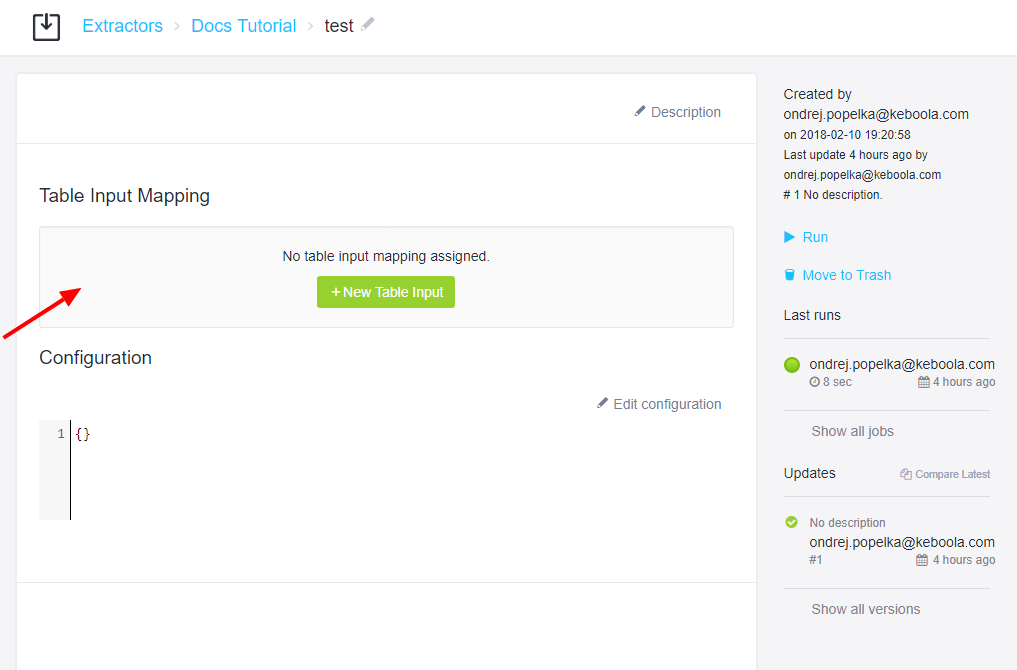 Extractors > Docs Tutorial > test
Description
Table Input Mapping
No table input mapping assigned.
+ New Table Input
Configuration
Edit configuration
1 {}
Created by
ondrej.popelka@keboola.com
on 2018-02-10 19:20:58
Last update 4 hours ago by
ondrej.popelka@keboola.com
# 1 No description.
Run
Move to Trash
Last runs
ondrej.popelka@keboola.com
8 sec 4 hours ago
Show all jobs
Updates Compare Latest
No description
ondrej.popelka@keboola.com
#1 4 hours ago
Show all versions